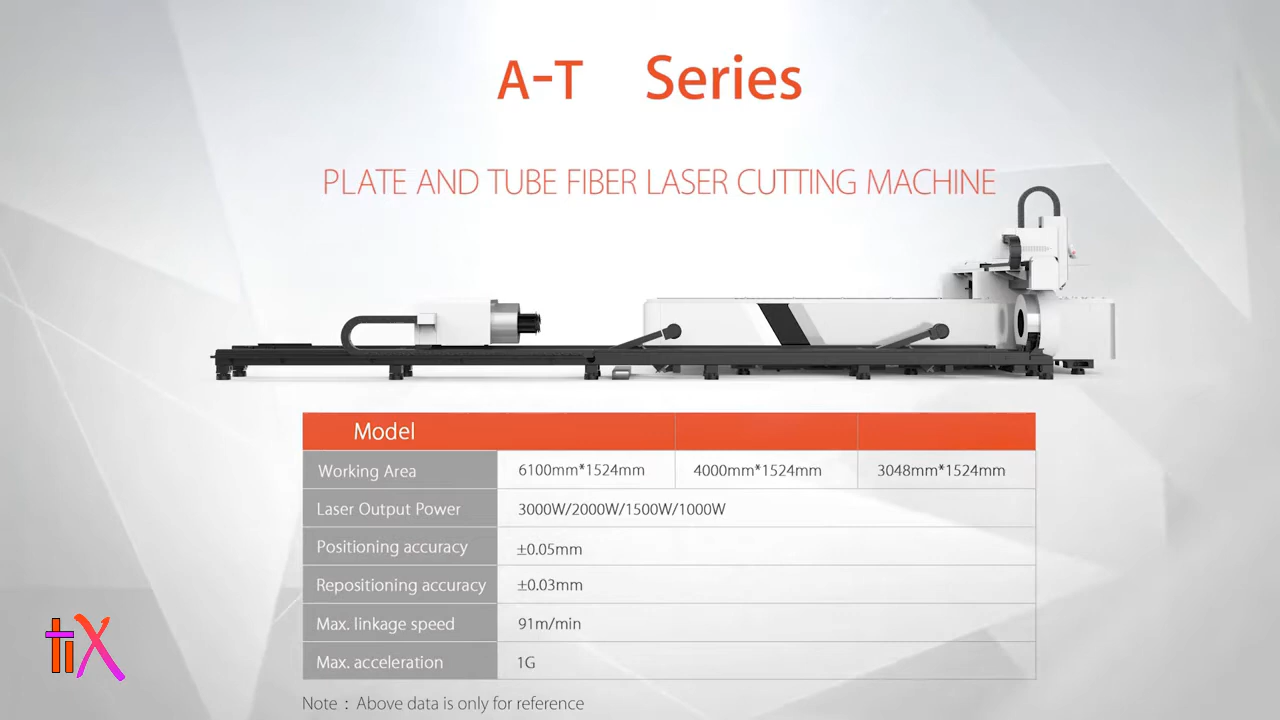 A-T Series
PLATE AND TUBE FIBER LASER CUTTING MACHINE
Model
Working Area 6100mm*1524mm 4000mm*1524mm 3048mm*1524mm
Laser Output Power 3000W/2000W/1500W/1000W
Positioning accuracy ±0.05mm
Repositioning accuracy ±0.03mm
Max. linkage speed 91m/min
Max. acceleration 1G
Note : Above data is only for reference
tiX